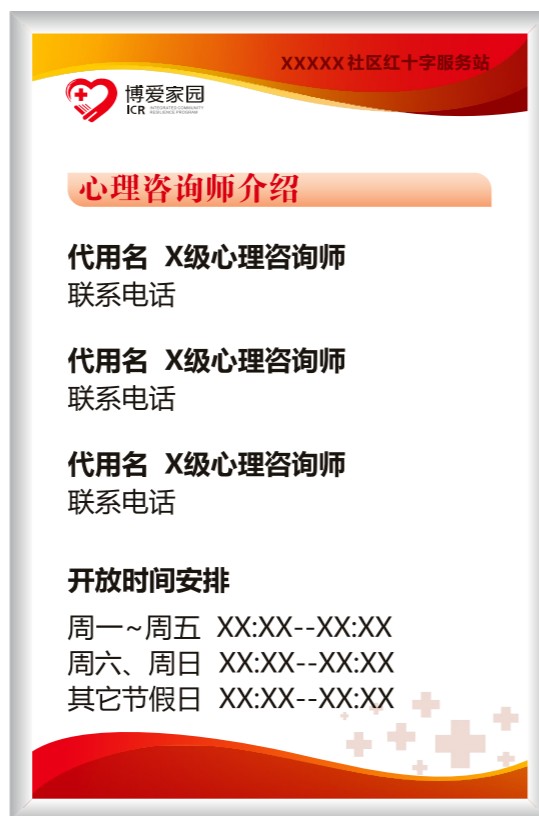 XXXXX社区红十字服务站
博爱家园
ICR INTEGRATED COMMUNITY
RESILIENCE PROGRAM
心理咨询师介绍
代用名 X级心理咨询师
联系电话
代用名 X级心理咨询师
联系电话
代用名 X级心理咨询师
联系电话
开放时间安排
周一~周五 XX:XX--XX:XX
周六、周日 XX:XX--XX:XX
其它节假日 XX:XX--XX:XX